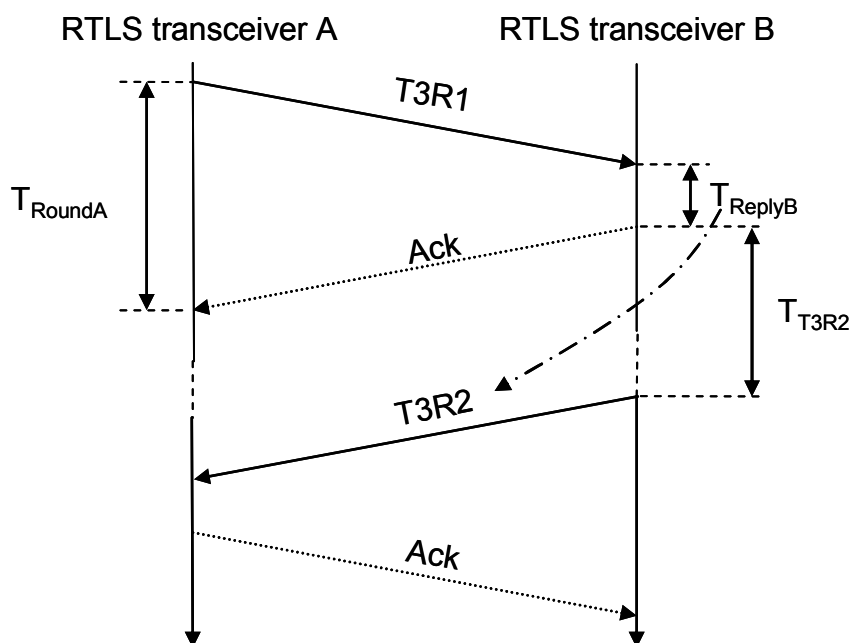 RTLS transceiver A
RTLS transceiver B
T3R1
TRoundA
TReplyB
Ack
TT3R2
T3R2
Ack